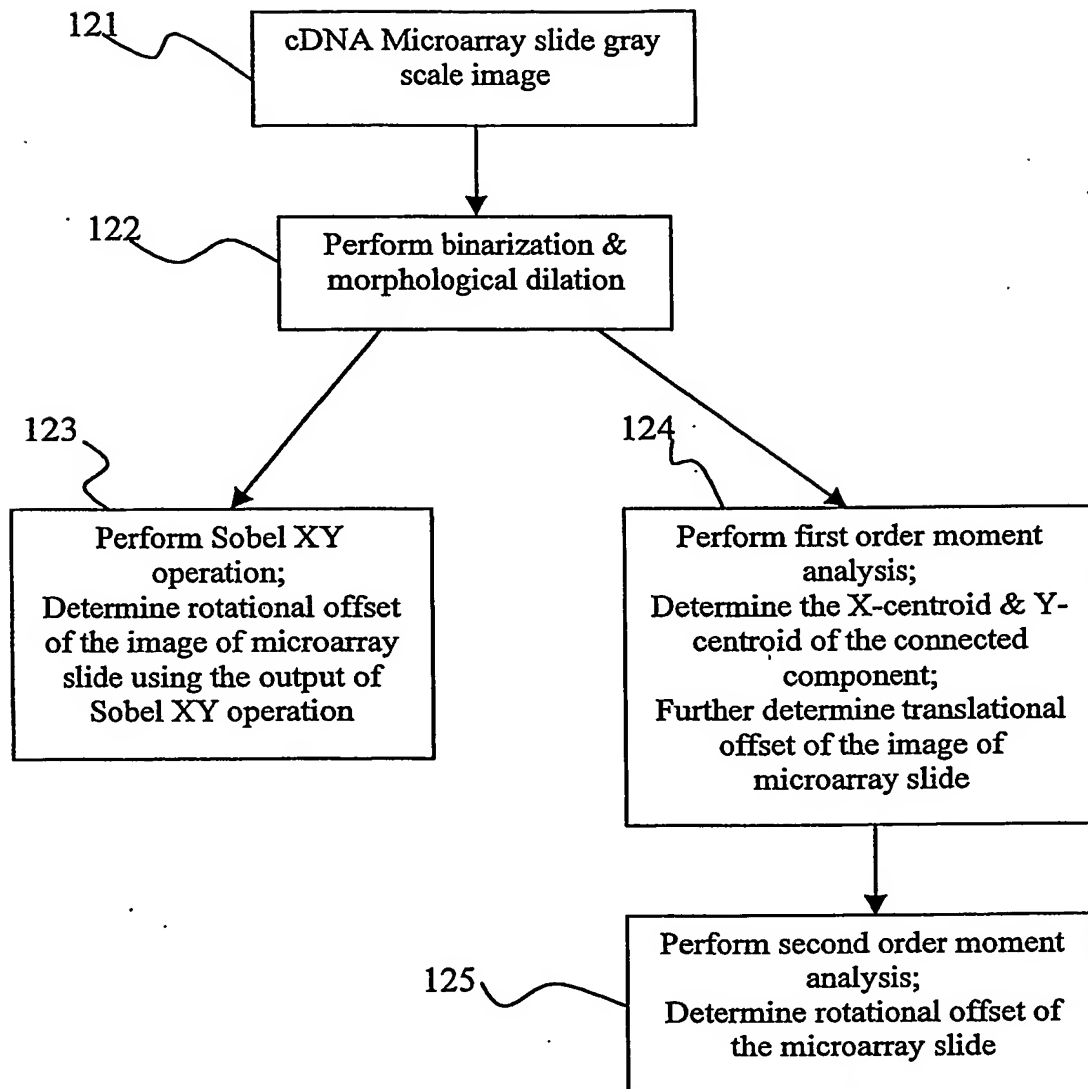 121
cDNA Microarray slide gray
scale image
122
Perform binarization &
morphological dilation
123
Perform Sobel XY
operation;
Determine rotational offset
of the image of microarray
slide using the output of
Sobel XY operation
124
Perform first order moment
analysis;
Determine the X-centroid & Y-
centroid of the connected
component;
Further determine translational
offset of the image of
microarray slide
125
Perform second order moment
analysis;
Determine rotational offset of
the microarray slide